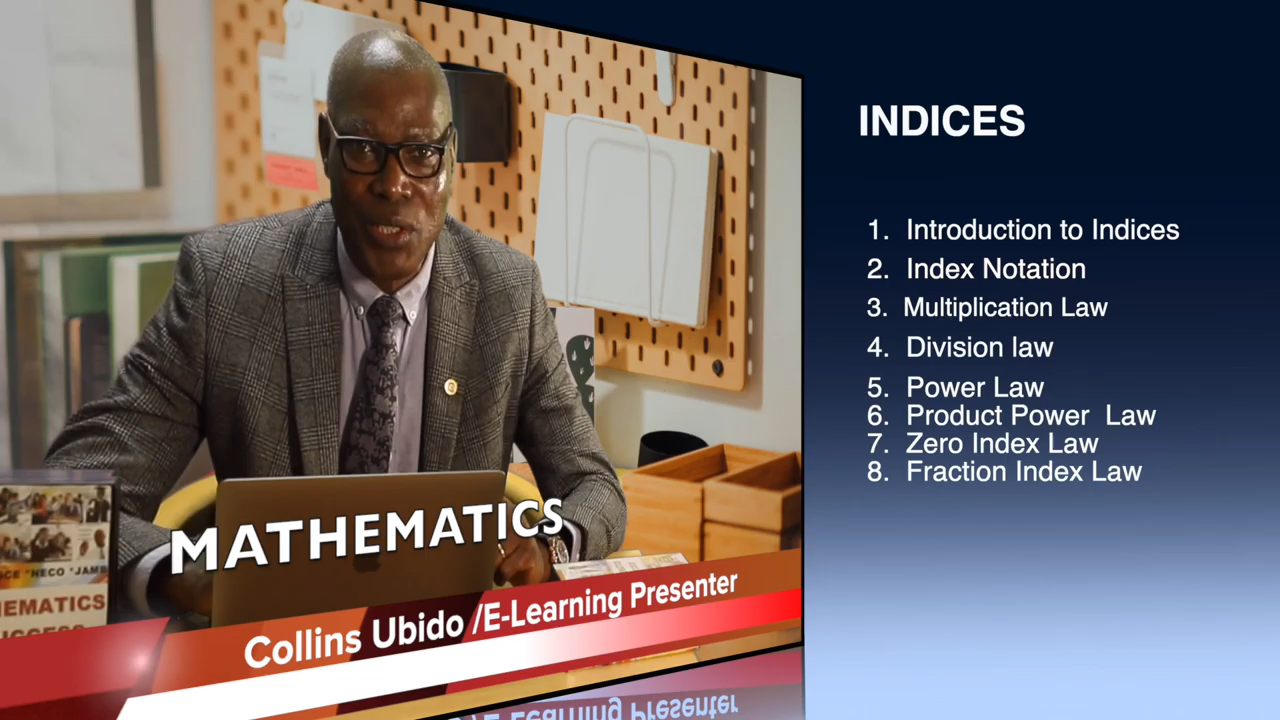 INDICES
1. Introduction to Indices
2. Index Notation
3. Multiplication Law
4. Division law
5. Power Law
6. Product Power Law
7. Zero Index Law
8. Fraction Index Law
MATHEMATICS
Collins Ubido /E-Learning Presenter
*NECO *JAMB